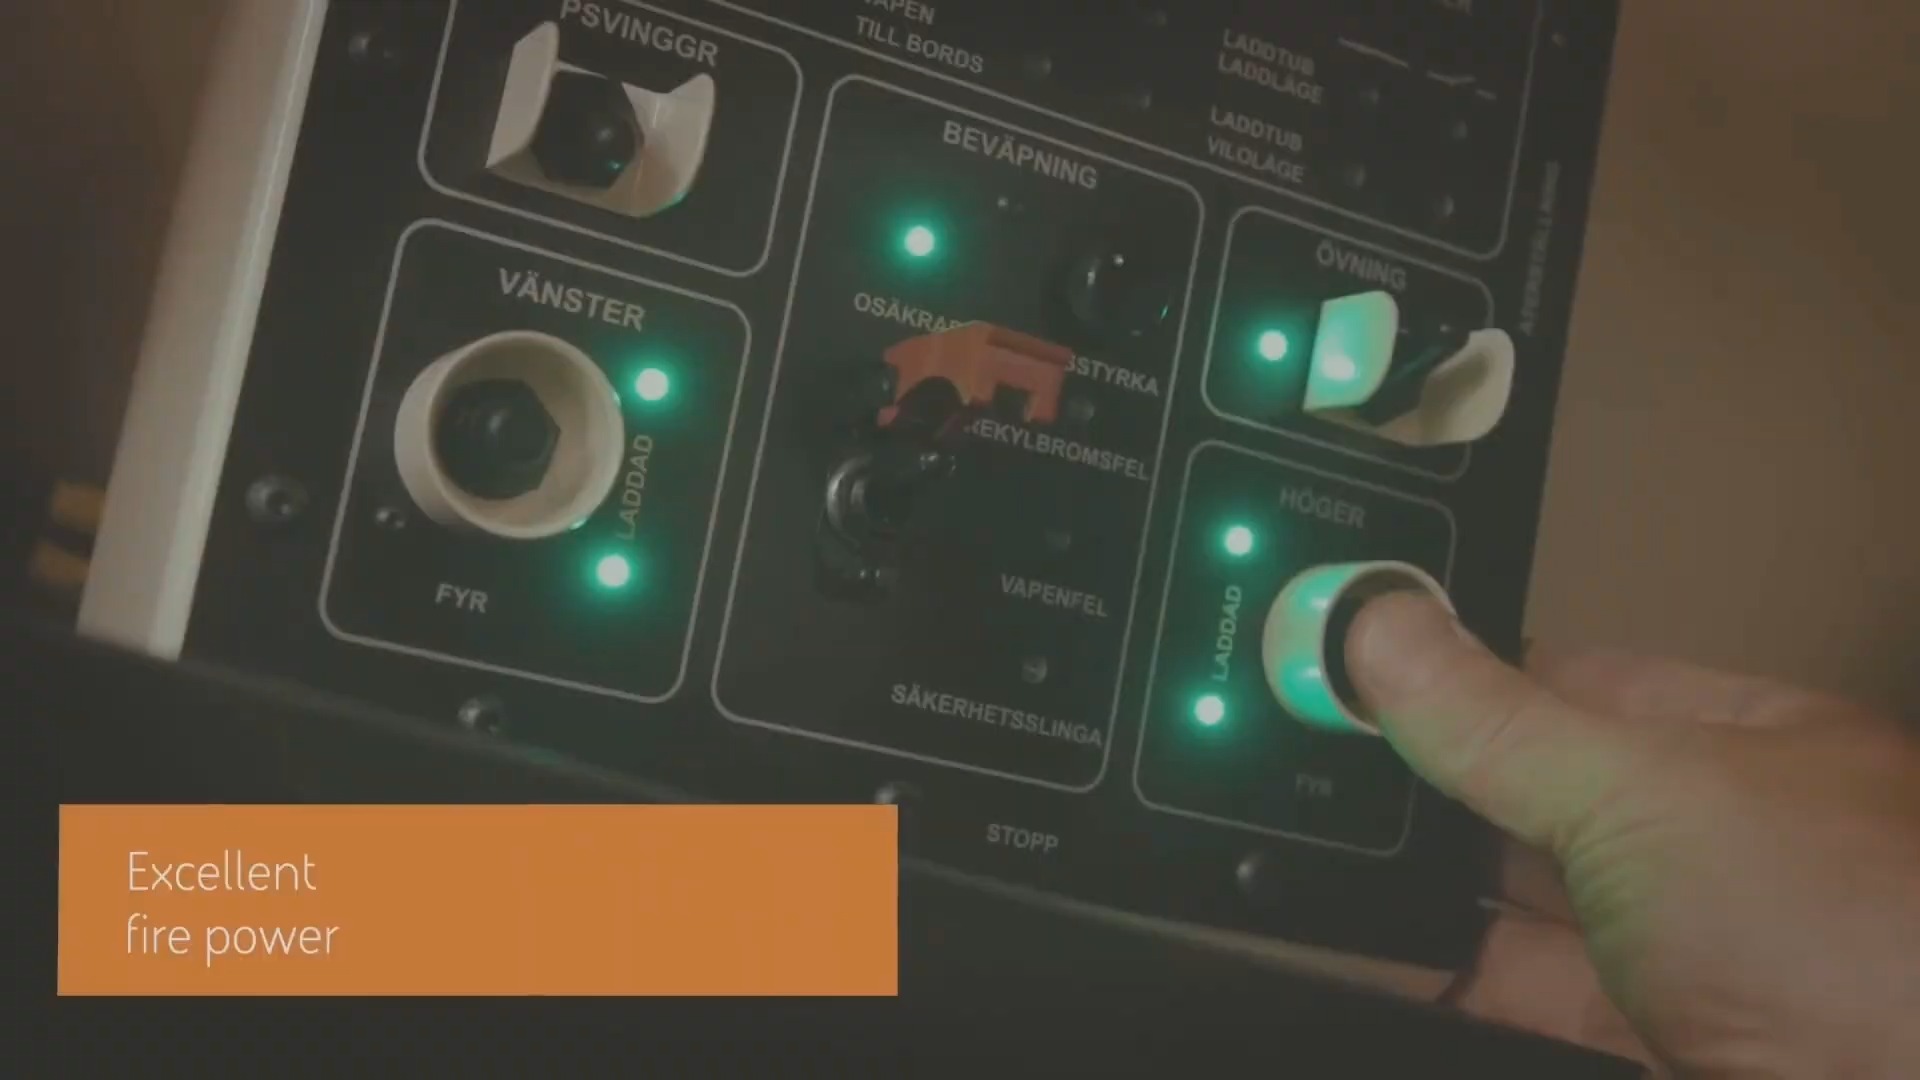 PSVINGGR
TILL BORDS
LADDTUB
LADDLÄGE
LADDTUB
VILOLÄGE
BEVÄPNING
ÖVNING
VÄNSTER
REKYLBROMSFEL
LADDAD
HÖGER
FYR
VAPENFEL
LADDAD
SÄKERHETSSLINGA
FYR
STOPP
Excellent
fire power